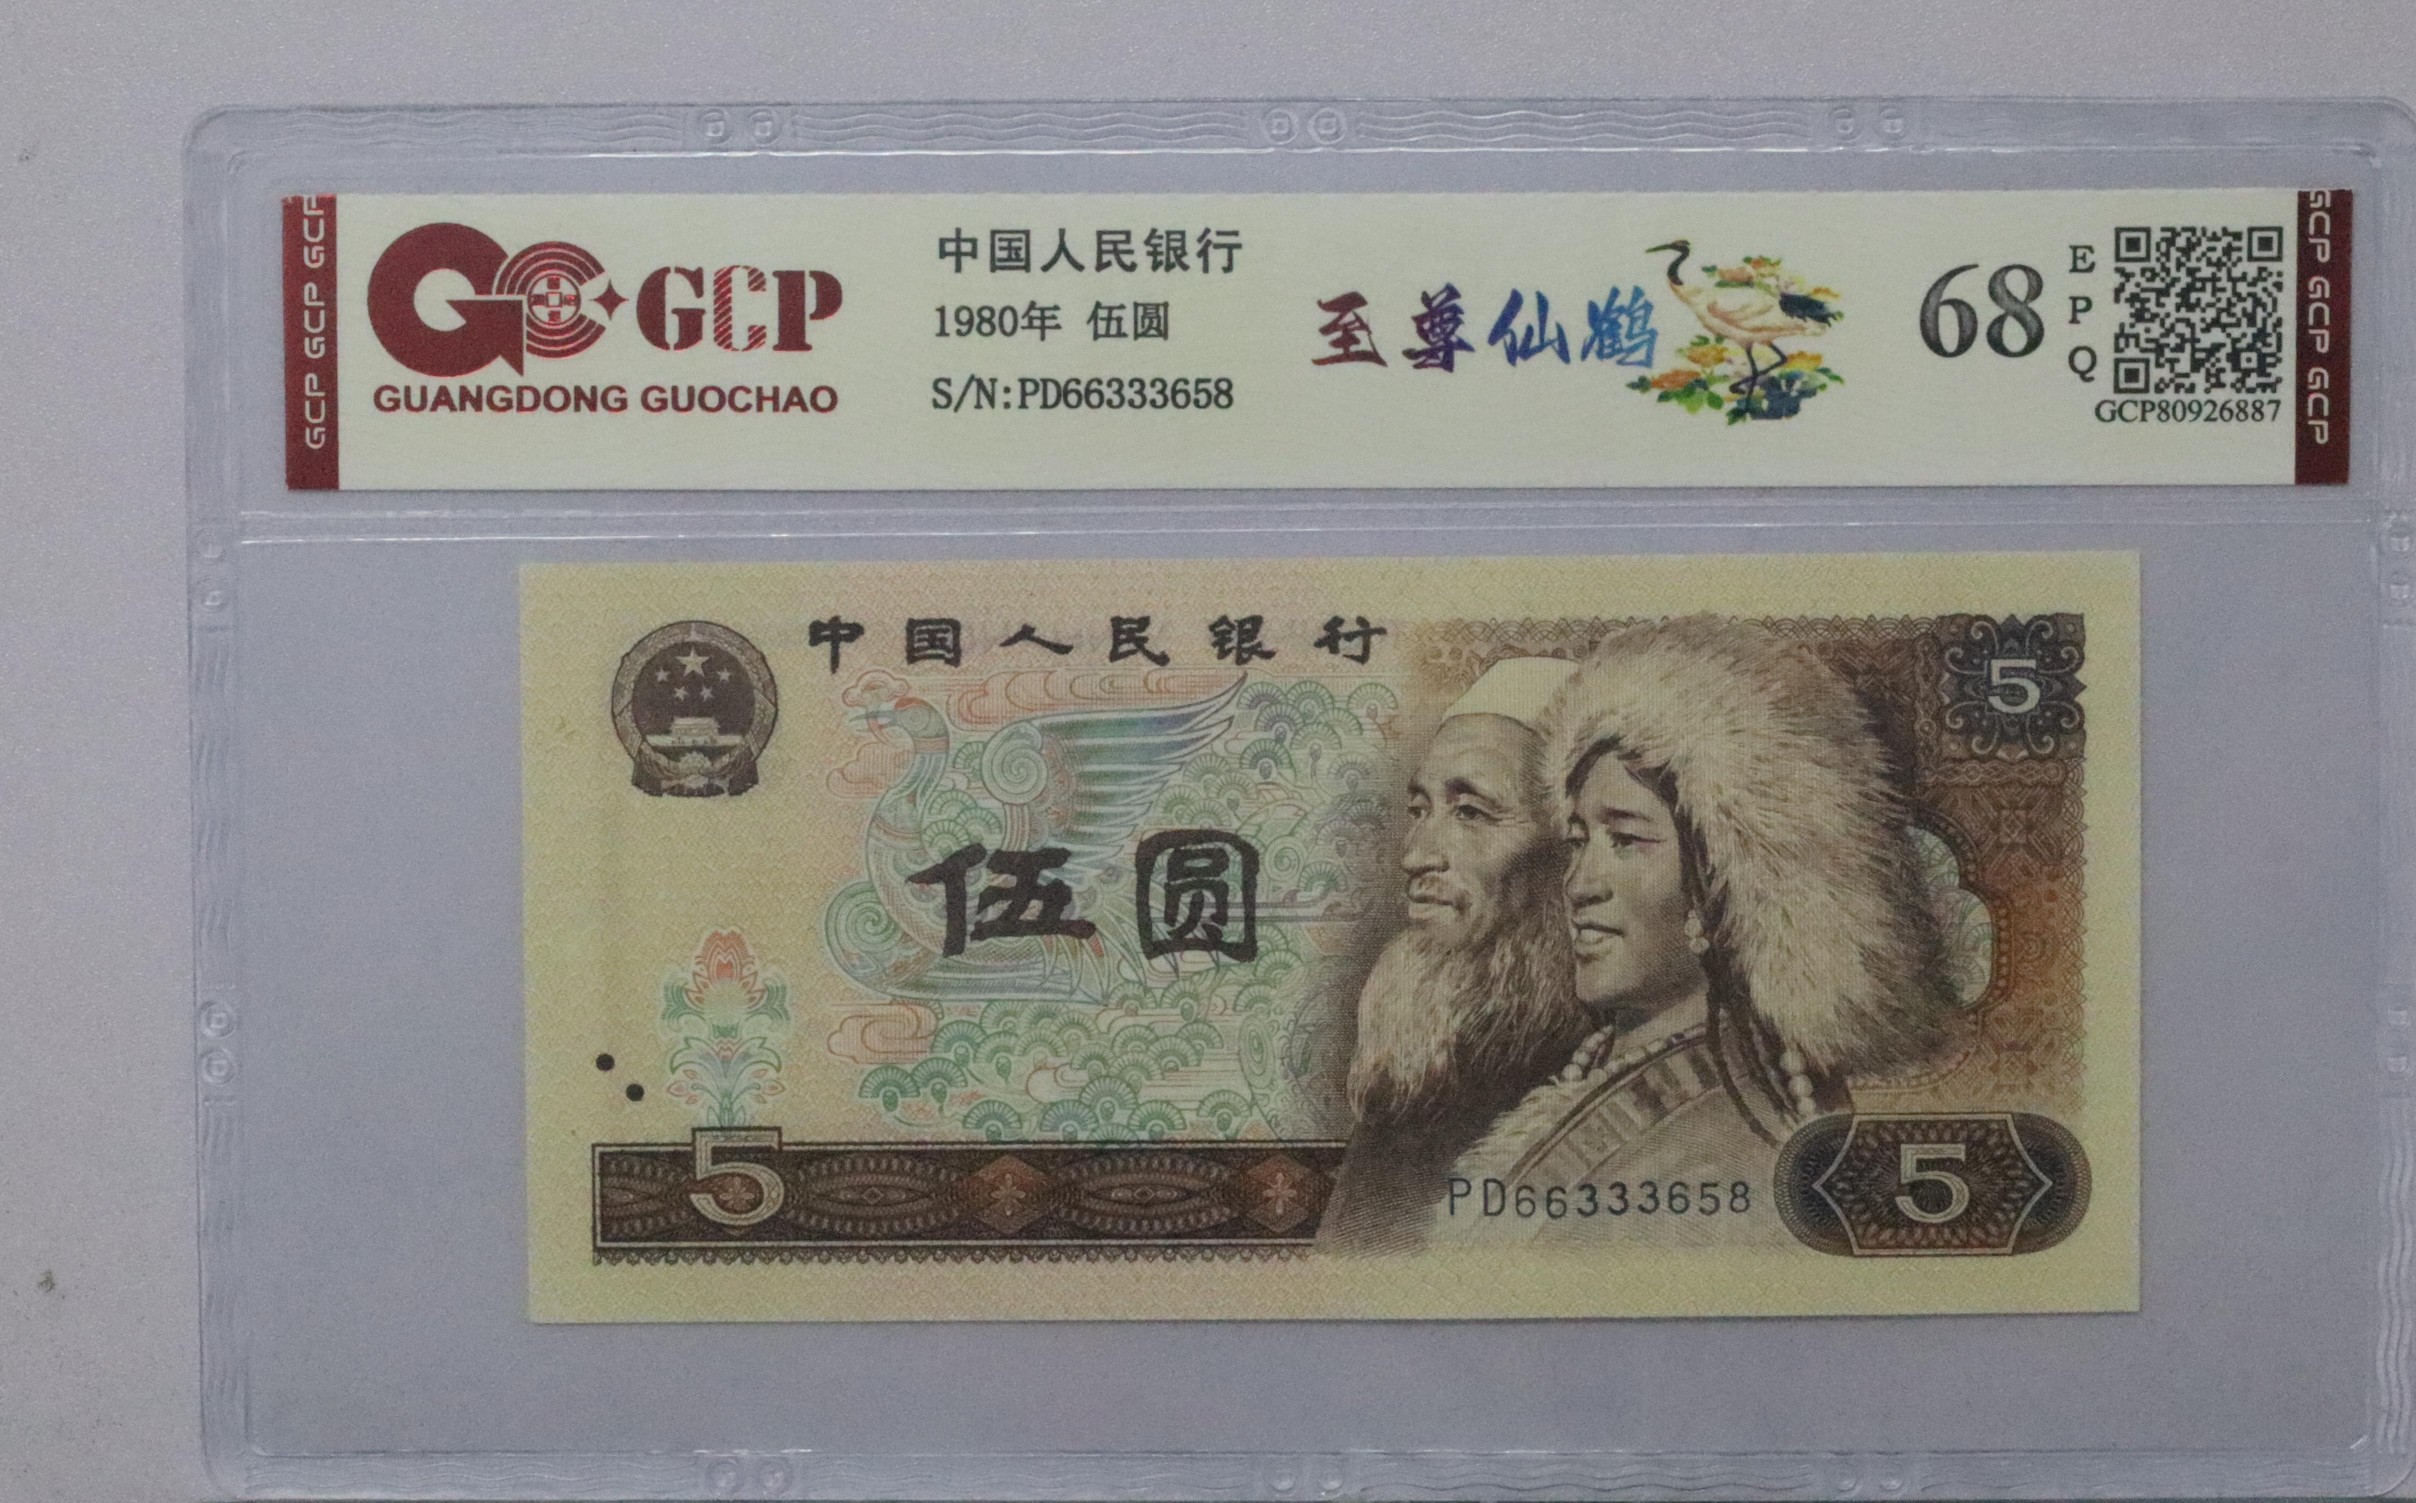 GCP GCP GCP
GCP
GUANGDONG GUOCHAO
中国人民银行
1980年 伍圆
S/N:PD66333658
至尊仙鹤
68
E
P
Q
GCP80926887
GCP GCP GCP
中国人民银行
5
伍圆
5
PD66333658
5